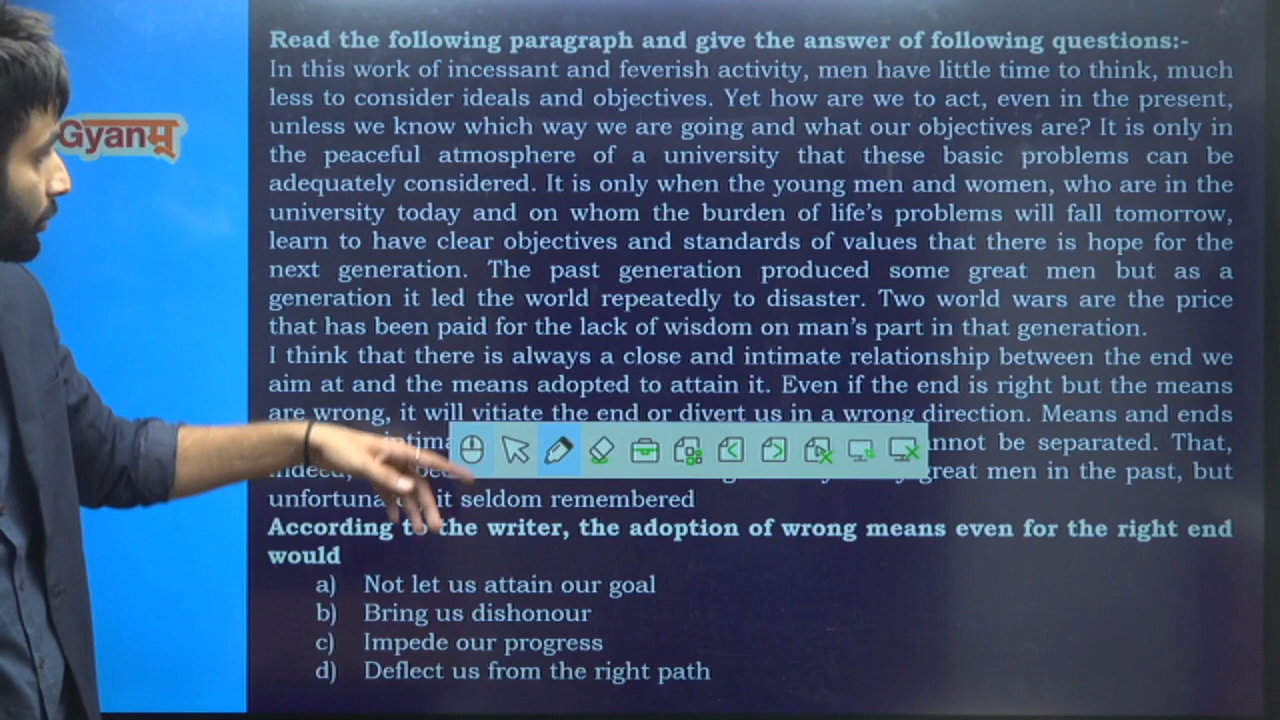 Gyanम्
Read the following paragraph and give the answer of following questions:-
In this work of incessant and feverish activity, men have little time to think, much
less to consider ideals and objectives. Yet how are we to act, even in the present,
unless we know which way we are going and what our objectives are? It is only in
the peaceful atmosphere of a university that these basic problems can be
adequately considered. It is only when the young men and women, who are in the
university today and on whom the burden of life's problems will fall tomorrow,
learn to have clear objectives and standards of values that there is hope for the
next generation. The past generation produced some great men but as a
generation it led the world repeatedly to disaster. Two world wars are the price
that has been paid for the lack of wisdom on man's part in that generation.
I think that there is always a close and intimate relationship between the end we
aim at and the means adopted to attain it. Even if the end is right but the means
are wrong, it will vitiate the end or divert us in a wrong direction. Means and ends
be separated. That,
great men in the past, but
it seldom remembered
According to the writer, the adoption of wrong means even for the right end
would
a) Not let us attain our goal
b) Bring us dishonour
c) Impede our progress
d) Deflect us from the right path